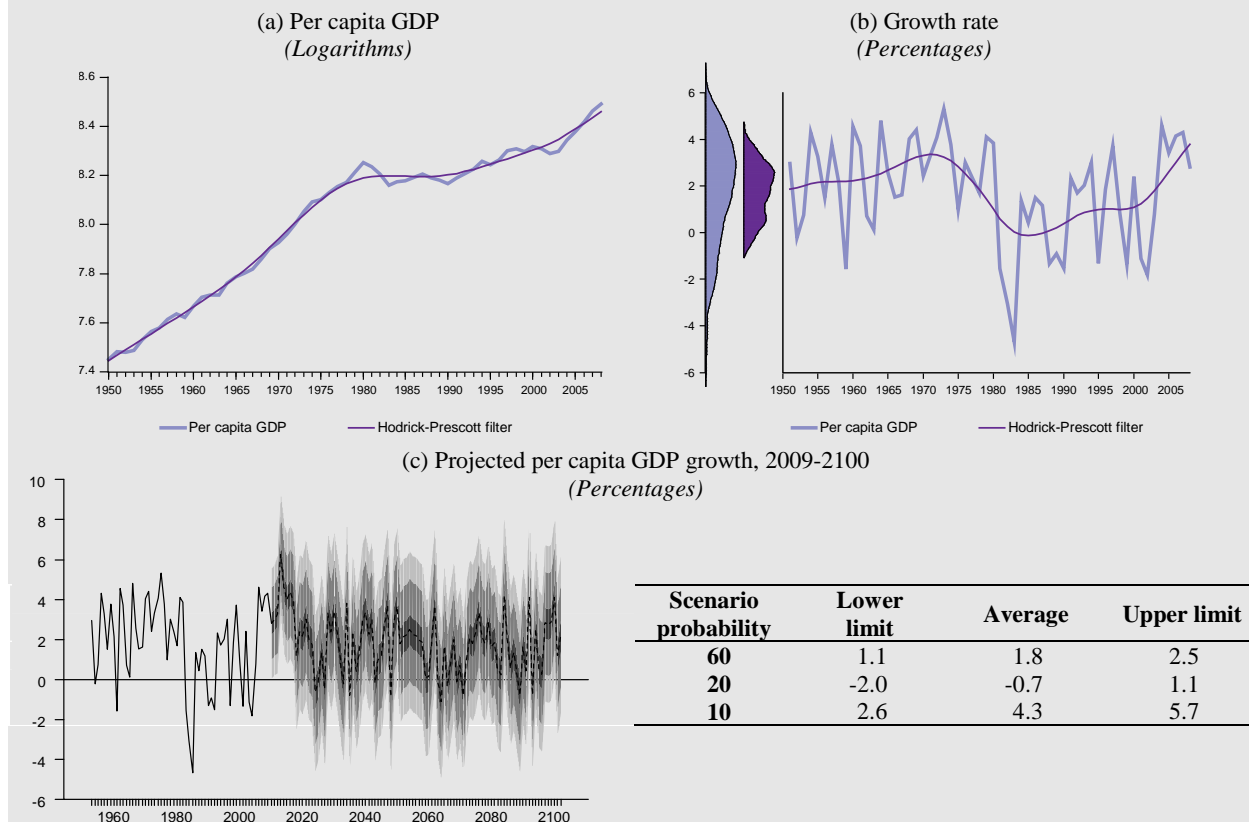 (a) Per capita GDP
(Logarithms)
(b) Growth rate
(Percentages)
8.6
8.4
8.2
8.0
7.8
7.6
7.4
1950 1955 1960 1965 1970 1975 1980 1985 1990 1995 2000 2005
Per capita GDP Hodrick-Prescott filter
6
4
2
0
-2
-4
-6
1950 1955 1960 1965 1970 1975 1980 1985 1990 1995 2000 2005
Per capita GDP Hodrick-Prescott filter
(c) Projected per capita GDP growth, 2009-2100
(Percentages)
10
8
6
4
2
0
-2
-4
-6
1960 1980 2000 2020 2040 2060 2080 2100
Scenario probability Lower limit Average Upper limit
60 1.1 1.8 2.5
20 -2.0 -0.7 1.1
10 2.6 4.3 5.7